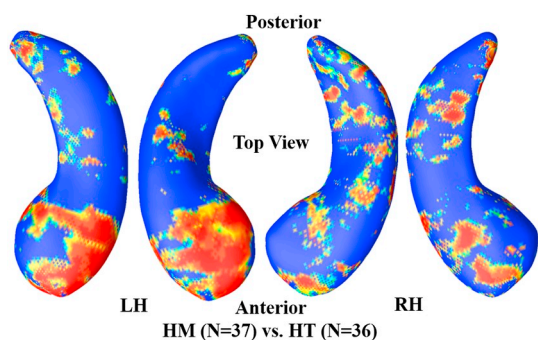 Posterior
Top View
LH
Anterior
RH
HM (N=37) vs. HT (N=36)